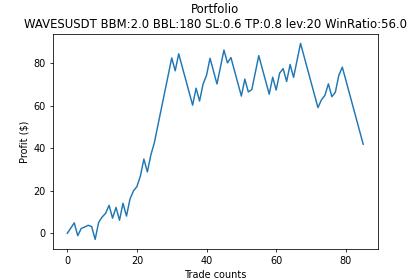 Portfolio
WAVESUSDT BBM:2.0 BBL:180 SL:0.6 TP:0.8 lev:20 WinRatio:56.0
80
60
40
20
0
Profit ($)
0 20 40 60 80
Trade counts